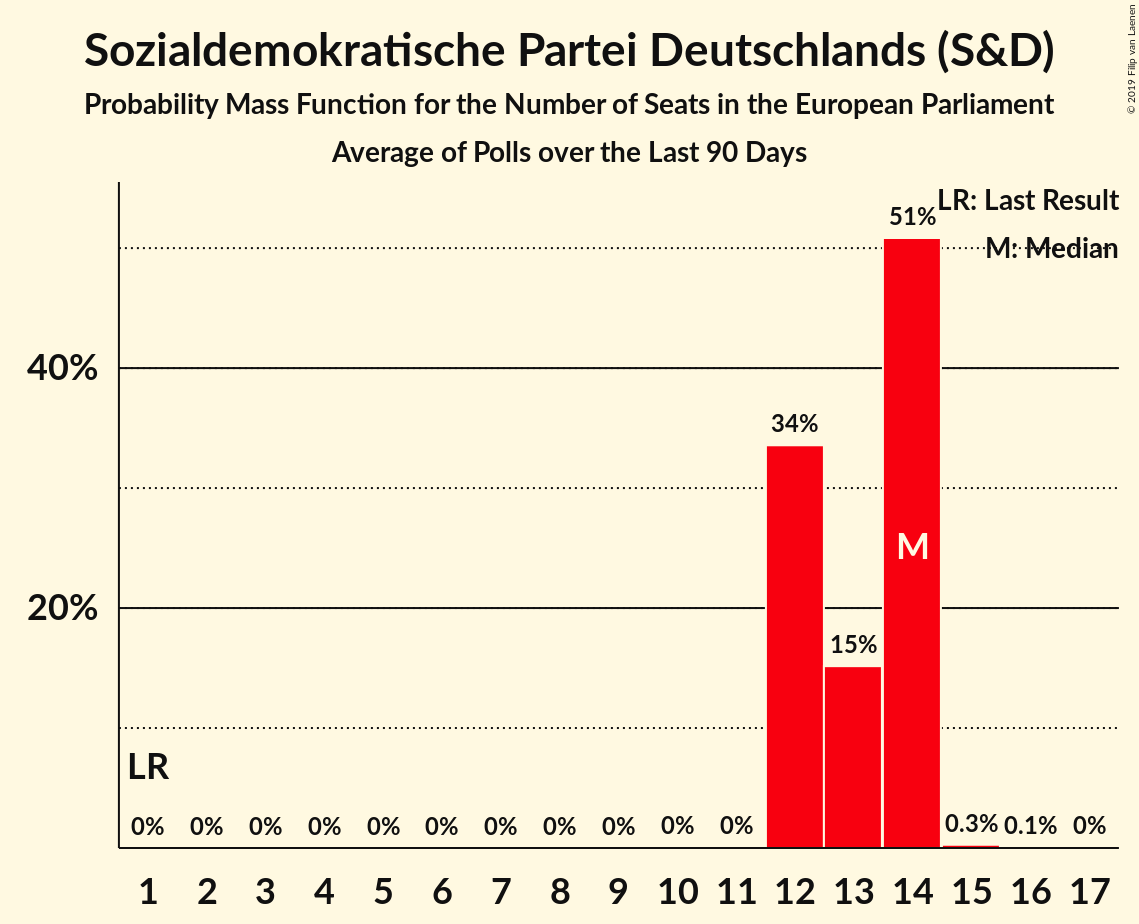 Sozialdemokratische Partei Deutschlands (S&D)
Probability Mass Function for the Number of Seats in the European Parliament
Average of Polls over the Last 90 Days
© 2019 Filip van Laenen
LR: Last Result
M: Median
51%
40%
34%
M
20%
15%
LR
0% 0% 0% 0% 0% 0% 0% 0% 0% 0% 0% 0.3% 0.1% 0%
1 2 3 4 5 6 7 8 9 10 11 12 13 14 15 16 17